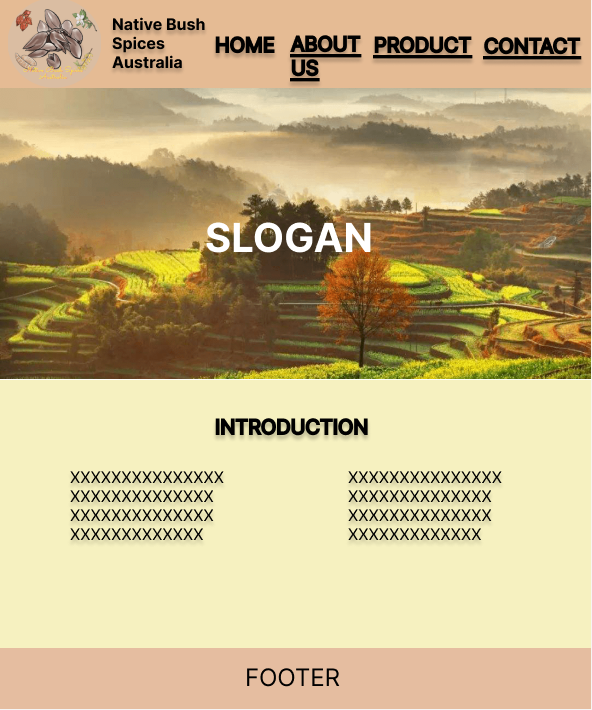 Native Bush
Spices
Australia
HOME
ABOUT
US
PRODUCT
CONTACT
SLOGAN
INTRODUCTION
XXXXXXXXXXXXXXX
XXXXXXXXXXXXXX
XXXXXXXXXXXXXX
XXXXXXXXXXXXX
XXXXXXXXXXXXXXX
XXXXXXXXXXXXXX
XXXXXXXXXXXXXX
XXXXXXXXXXXXX
FOOTER